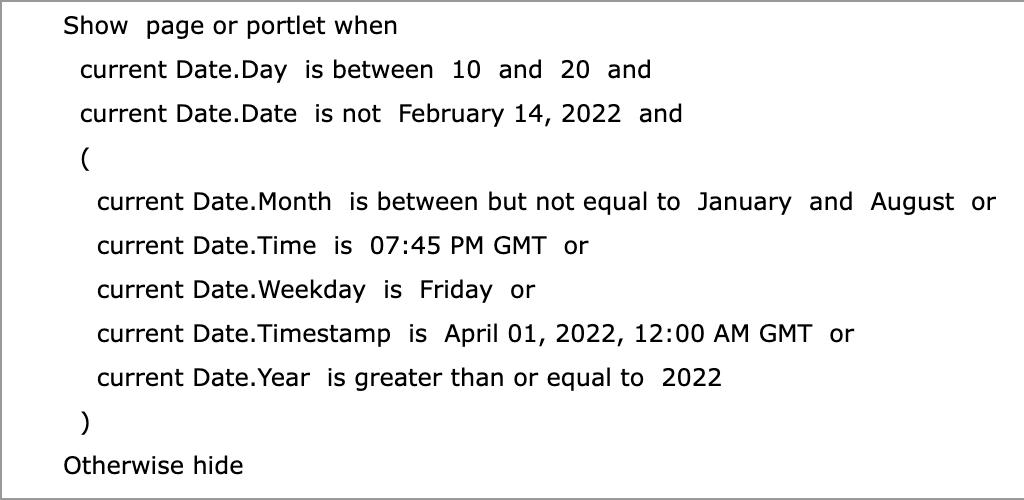 Show page or portlet when
current Date.Day is between 10 and 20 and
current Date.Date is not February 14, 2022 and
(
current Date.Month is between but not equal to January and August or
current Date.Time is 07:45 PM GMT or
current Date.Weekday is Friday or
current Date.Timestamp is April 01, 2022, 12:00 AM GMT or
current Date.Year is greater than or equal to 2022
)
Otherwise hide